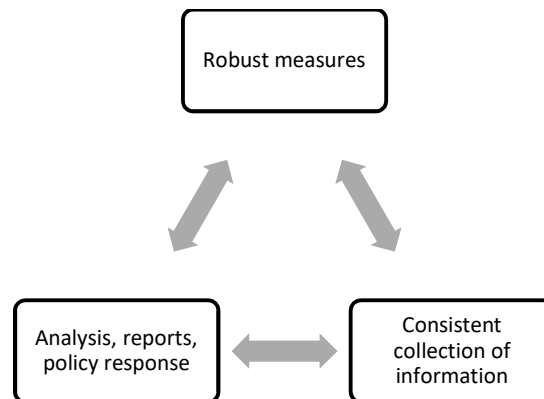 Robust measures
Analysis, reports,
policy response
Consistent
collection of
information